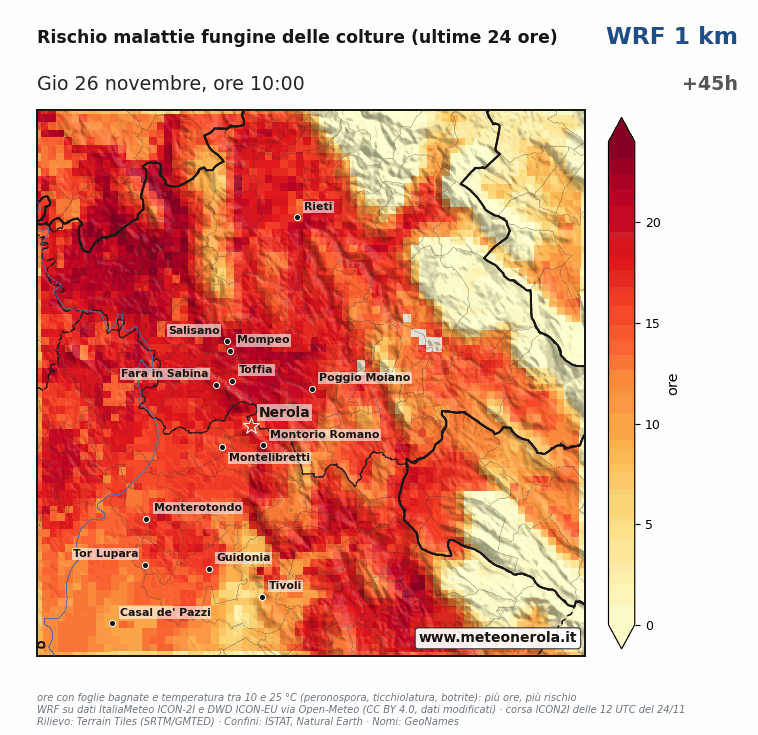 Rischio malattie fungine delle colture (ultime 24 ore)
WRF 1 km
Gio 26 novembre, ore 10:00
+45h
Rieti
Salisano
Mompeo
Fara in Sabina
Toffia
Poggio Moiano
Nerola
Montorio Romano
Montelibretti
Monterotondo
Tor Lupara
Guidonia
Tivoli
Casal de' Pazzi
www.meteonerola.it
20
15
10
5
0
ore
ore con foglie bagnate e temperatura tra 10 e 25 °C (peronospora, ticchiolatura, botrite): più ore, più rischio
WRF su dati ItaliaMeteo ICON-2I e DWD ICON-EU via Open-Meteo (CC BY 4.0, dati modificati) · corsa ICON2I delle 12 UTC del 24/11
Rilievo: Terrain Tiles (SRTM/GMTED) · Confini: ISTAT, Natural Earth · Nomi: GeoNames